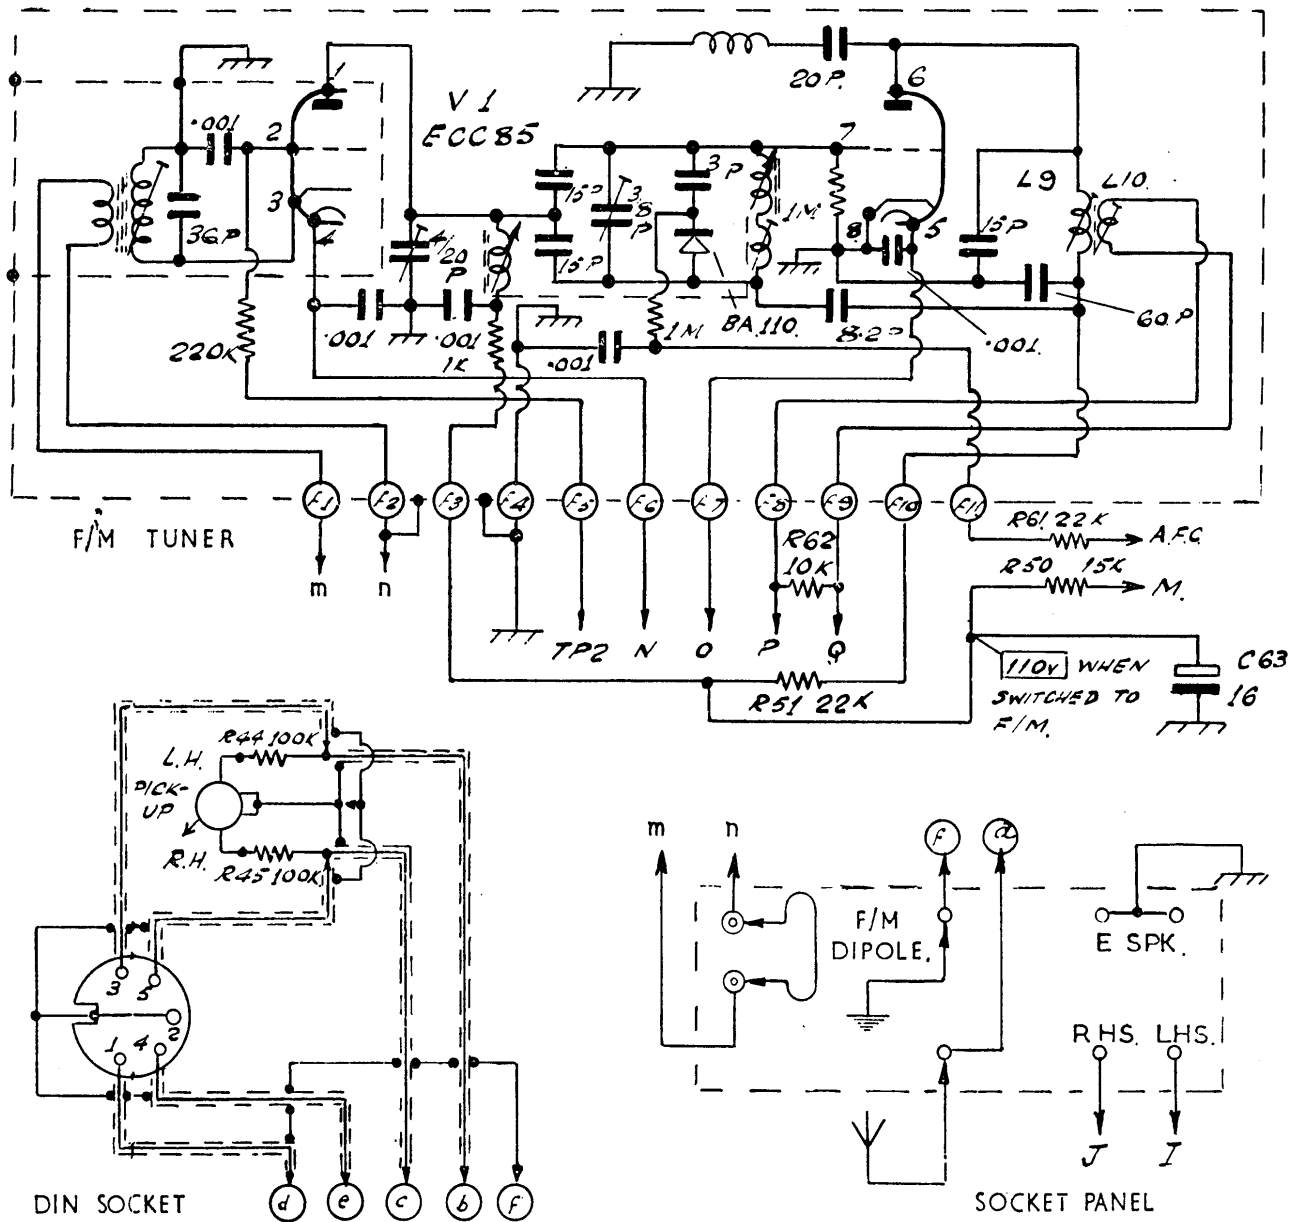 V1
ECC85
1
2
3
4
.001
36P
220K
.001
4/20
P
.001
1K
15P
15P
3
8
P
3P
1M
BA.110.
1M
.001
20P.
6
7
8
5
8.2P
.001.
15P
60.P
L9
L10.
F1
F2
F3
F4
F5
F6
F7
F8
F9
F10
F11
F/M TUNER
m
n
TP2
N
O
P
Q
R62
10K
R61. 22K
A.F.C.
R50 15K
M.
R51 22K
110v WHEN
SWITCHED TO
F/M.
C63
16
R44 100K
L.H.
PICK-
UP
R.H.
R45 100K
3
5
2
1
4
DIN SOCKET
d
e
c
b
f
m
n
f
d
F/M
DIPOLE.
E SPK.
RHS. LHS.
J
I
SOCKET PANEL